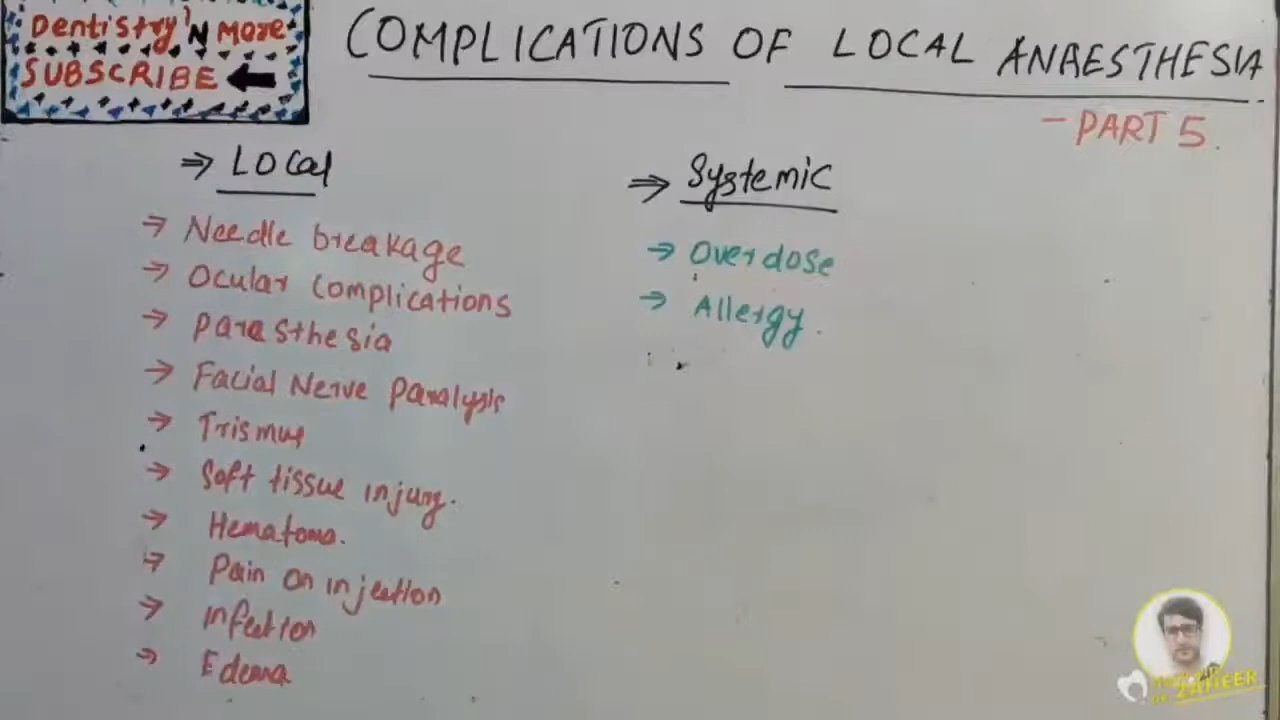 Dentistry'N More
SUBSCRIBE
COMPLICATIONS OF LOCAL ANAESTHESIA
- PART 5.
⇒ Local
→ Needle breakage
→ Ocular complications
→ Parasthesia
→ Facial Nerve Paralysis
→ Trismus
→ Soft tissue injury.
→ Hematoma.
→ Pain on injection
→ Infection
→ Edema
⇒ Systemic
→ Overdose
→ Allergy.
ZAHEER